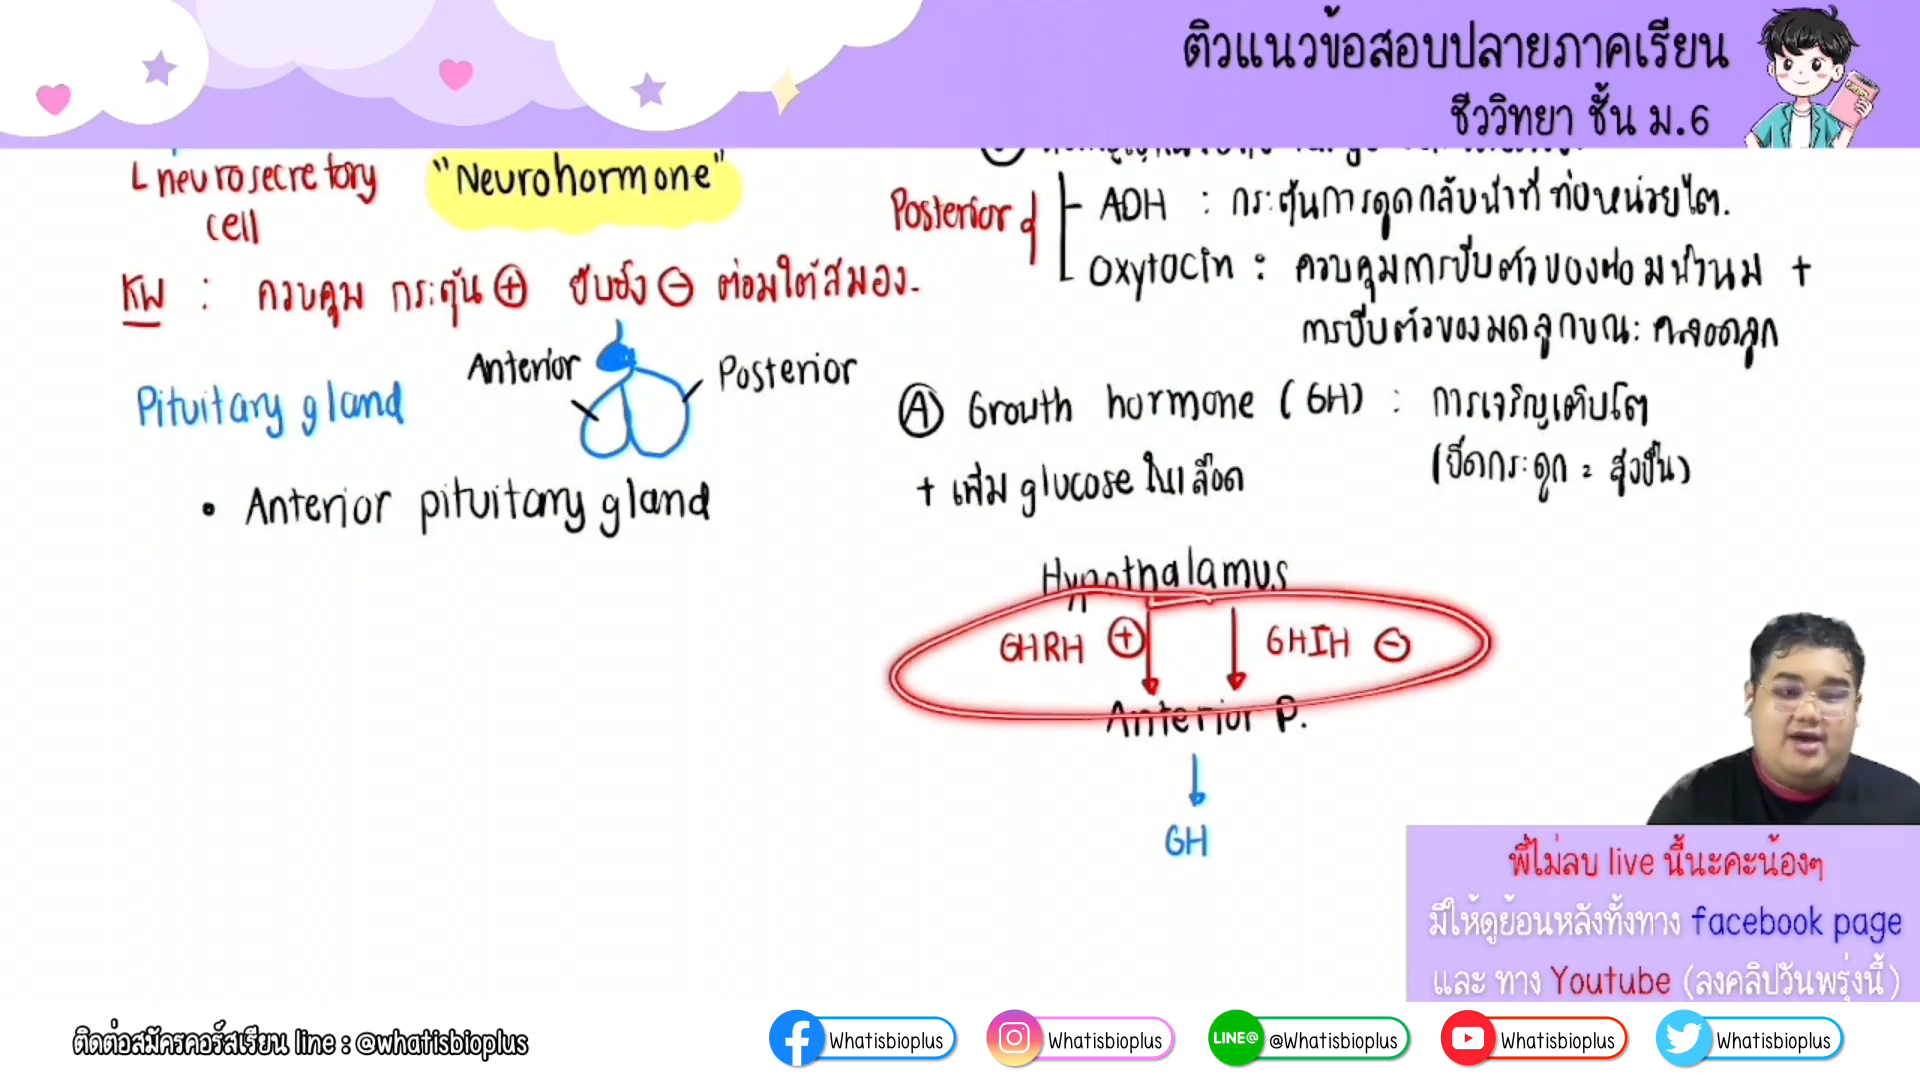 ติวแนวข้อสอบปลายภาคเรียน
ชีววิทยา ชั้น ม.6
neurosecretory
cell
"Neurohormone"
KW : ควบคุม กระตุ้น + ยับยั้ง - ต่อมใต้สมอง.
Pituitary gland
Anterior
Posterior
• Anterior pituitary gland
Posterior
ADH : กระตุ้นการดูดกลับน้ำที่ท่อหน่วยไต.
Oxytocin : ควบคุมการบีบตัวของต่อมน้ำนม +
การบีบตัวของมดลูกขณะคลอดลูก
A Growth hormone (GH) : การเจริญเติบโต
(ยืดกระดูก = สูงขึ้น)
+ เพิ่ม glucose ในเลือด
Hypothalamus
GHRH +
GHIH -
Anterior P.
GH
พี่ไม่ลบ live นี้นะคะน้องๆ
มีให้ดูย้อนหลังทั้งทาง facebook page
และ ทาง Youtube (ลงคลิปวันพรุ่งนี้)
ติดต่อสมัครคอร์สเรียน line : @whatisbioplus
Whatisbioplus
Whatisbioplus
LINE@
@Whatisbioplus
Whatisbioplus
Whatisbioplus